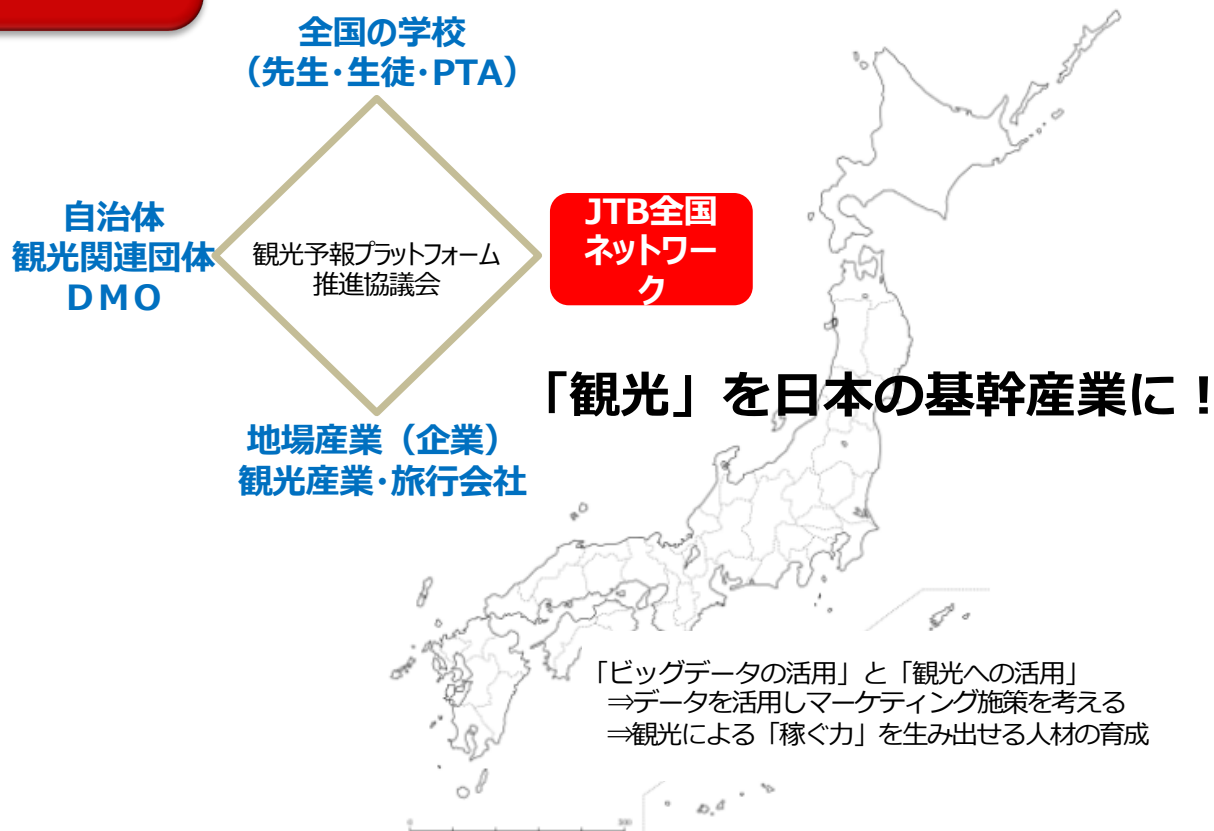 全国の学校
（先生・生徒・PTA）
自治体
観光関連団体
ＤＭＯ
観光予報プラットフォーム
推進協議会
JTB全国
ネットワー
ク
「観光」を日本の基幹産業に！
地場産業（企業）
観光産業・旅行会社
「ビッグデータの活用」と「観光への活用」
⇒データを活用しマーケティング施策を考える
⇒観光による「稼ぐ力」を生み出せる人材の育成